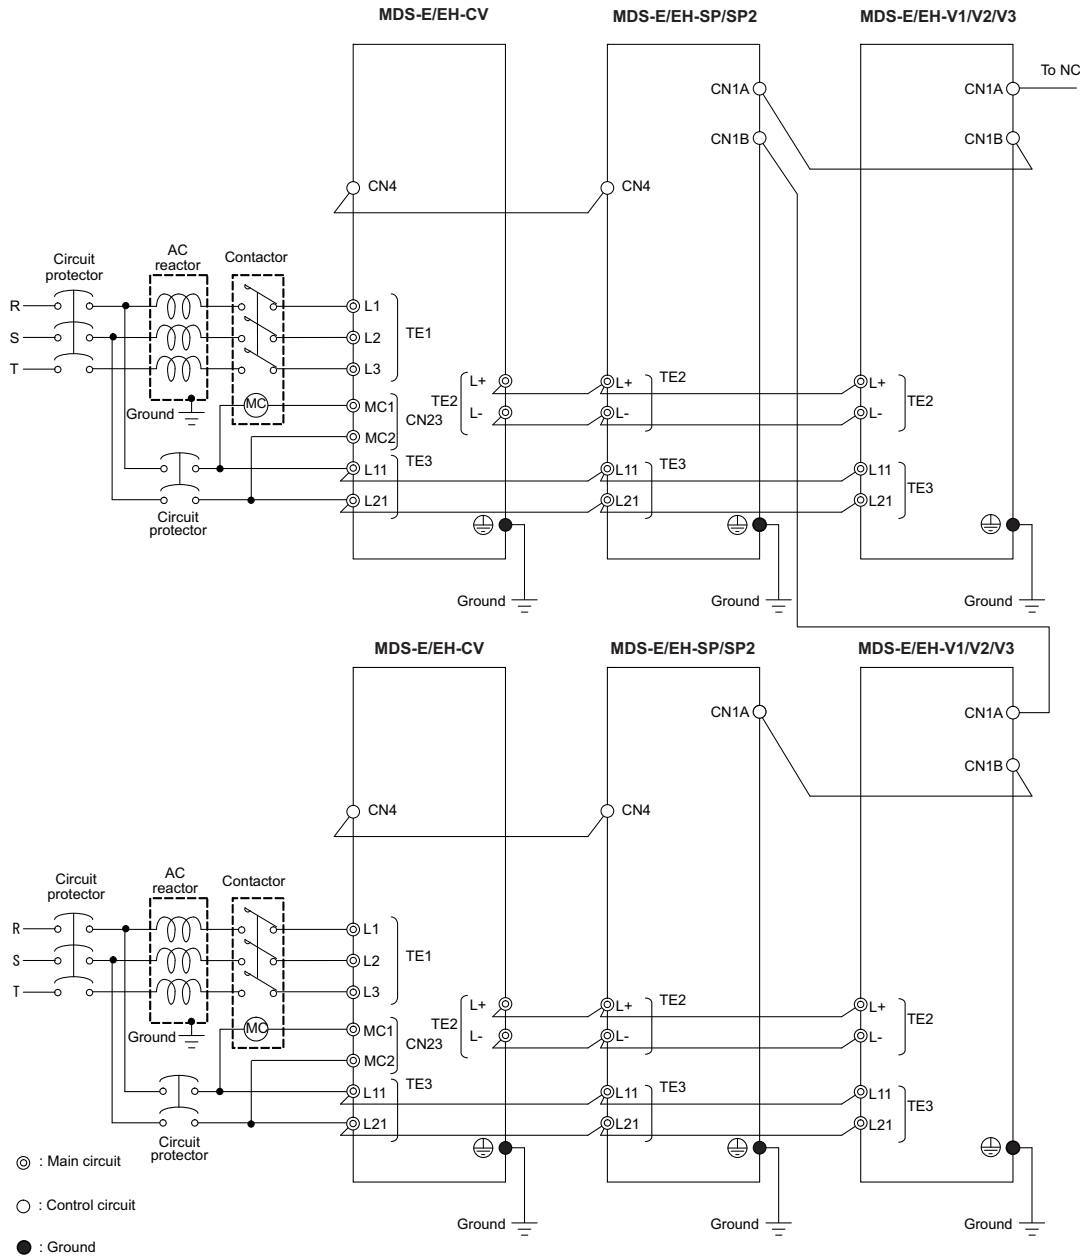 MDS-E/EH-CV
MDS-E/EH-SP/SP2
MDS-E/EH-V1/V2/V3
To NC
CN1A
CN1A
CN1B
CN1B
CN4
CN4
Circuit
protector
AC
reactor
Contactor
R
S
T
L1
L2
L3
TE1
Ground
MC
MC1
MC2
CN23
TE2
L+
L-
L+
L-
TE2
L+
L-
TE2
L11
L21
TE3
L11
L21
TE3
L11
L21
TE3
Circuit
protector
Ground
Ground
Ground
MDS-E/EH-CV
MDS-E/EH-SP/SP2
MDS-E/EH-V1/V2/V3
CN1A
CN1A
CN1B
CN4
CN4
Circuit
protector
AC
reactor
Contactor
R
S
T
L1
L2
L3
TE1
Ground
MC
MC1
MC2
CN23
TE2
L+
L-
L+
L-
TE2
L+
L-
TE2
L11
L21
TE3
L11
L21
TE3
L11
L21
TE3
Circuit
protector
Ground
Ground
Ground
: Main circuit
: Control circuit
: Ground